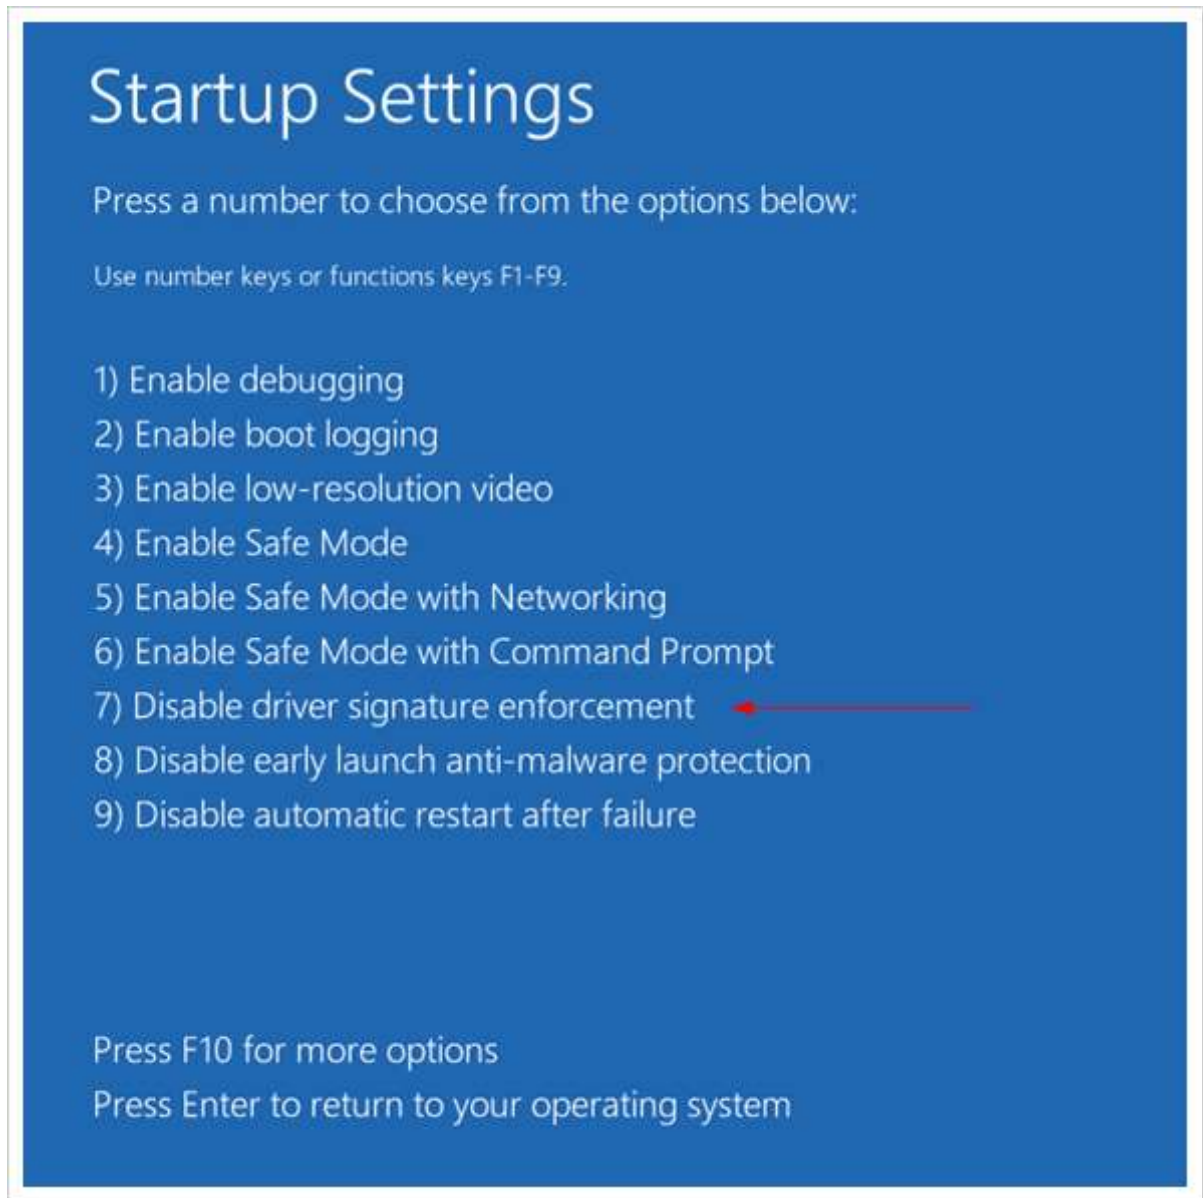 Startup Settings
Press a number to choose from the options below:
Use number keys or functions keys F1-F9.
1) Enable debugging
2) Enable boot logging
3) Enable low-resolution video
4) Enable Safe Mode
5) Enable Safe Mode with Networking
6) Enable Safe Mode with Command Prompt
7) Disable driver signature enforcement
8) Disable early launch anti-malware protection
9) Disable automatic restart after failure
Press F10 for more options
Press Enter to return to your operating system